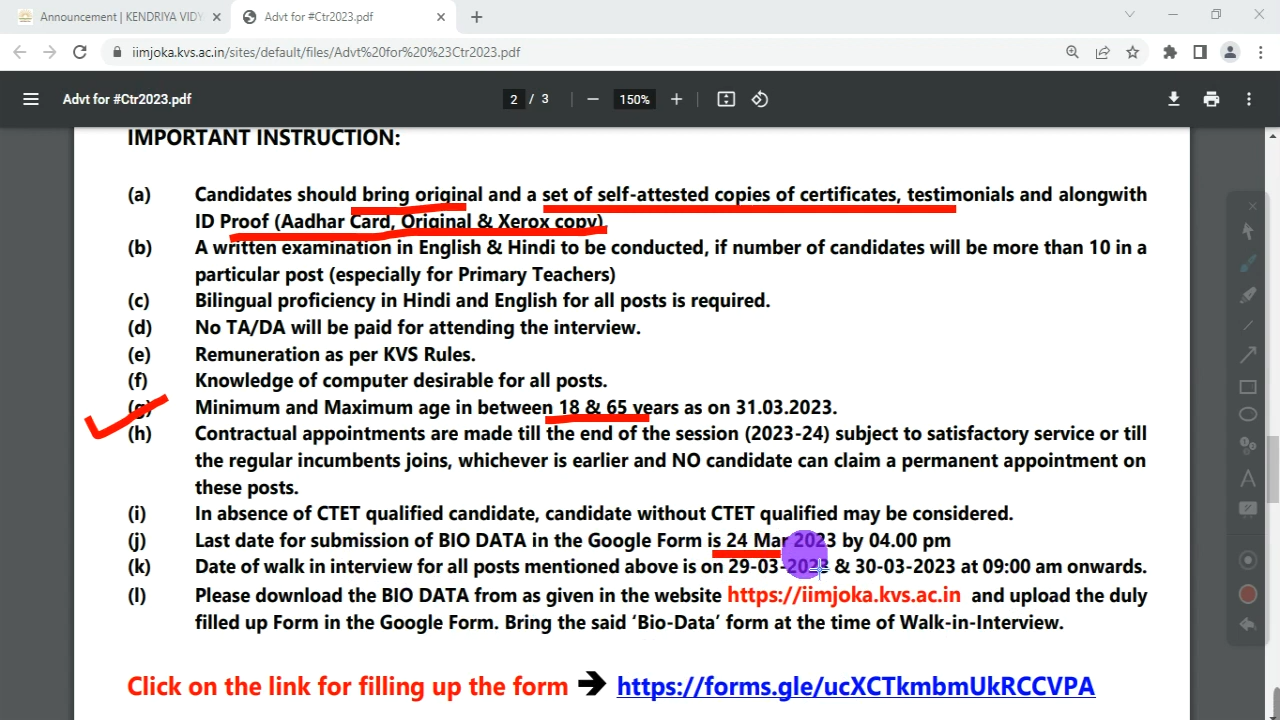 Announcement | KENDRIYA VIDY
Advt for #Ctr2023.pdf
iimjoka.kvs.ac.in/sites/default/files/Advt%20for%20%23Ctr2023.pdf
Advt for #Ctr2023.pdf 2 / 3 150%
IMPORTANT INSTRUCTION:
(a) Candidates should bring original and a set of self-attested copies of certificates, testimonials and alongwith
ID Proof (Aadhar Card, Original & Xerox copy)
(b) A written examination in English & Hindi to be conducted, if number of candidates will be more than 10 in a
particular post (especially for Primary Teachers)
(c) Bilingual proficiency in Hindi and English for all posts is required.
(d) No TA/DA will be paid for attending the interview.
(e) Remuneration as per KVS Rules.
(f) Knowledge of computer desirable for all posts.
(g) Minimum and Maximum age in between 18 & 65 years as on 31.03.2023.
(h) Contractual appointments are made till the end of the session (2023-24) subject to satisfactory service or till
the regular incumbents joins, whichever is earlier and NO candidate can claim a permanent appointment on
these posts.
(i) In absence of CTET qualified candidate, candidate without CTET qualified may be considered.
(j) Last date for submission of BIO DATA in the Google Form is 24 Mar 2023 by 04.00 pm
(k) Date of walk in interview for all posts mentioned above is on 29-03-2023 & 30-03-2023 at 09:00 am onwards.
(l) Please download the BIO DATA from as given in the website https://iimjoka.kvs.ac.in and upload the duly
filled up Form in the Google Form. Bring the said ‘Bio-Data’ form at the time of Walk-in-Interview.
Click on the link for filling up the form ➔ https://forms.gle/ucXCTkmbmUkRCCVPA